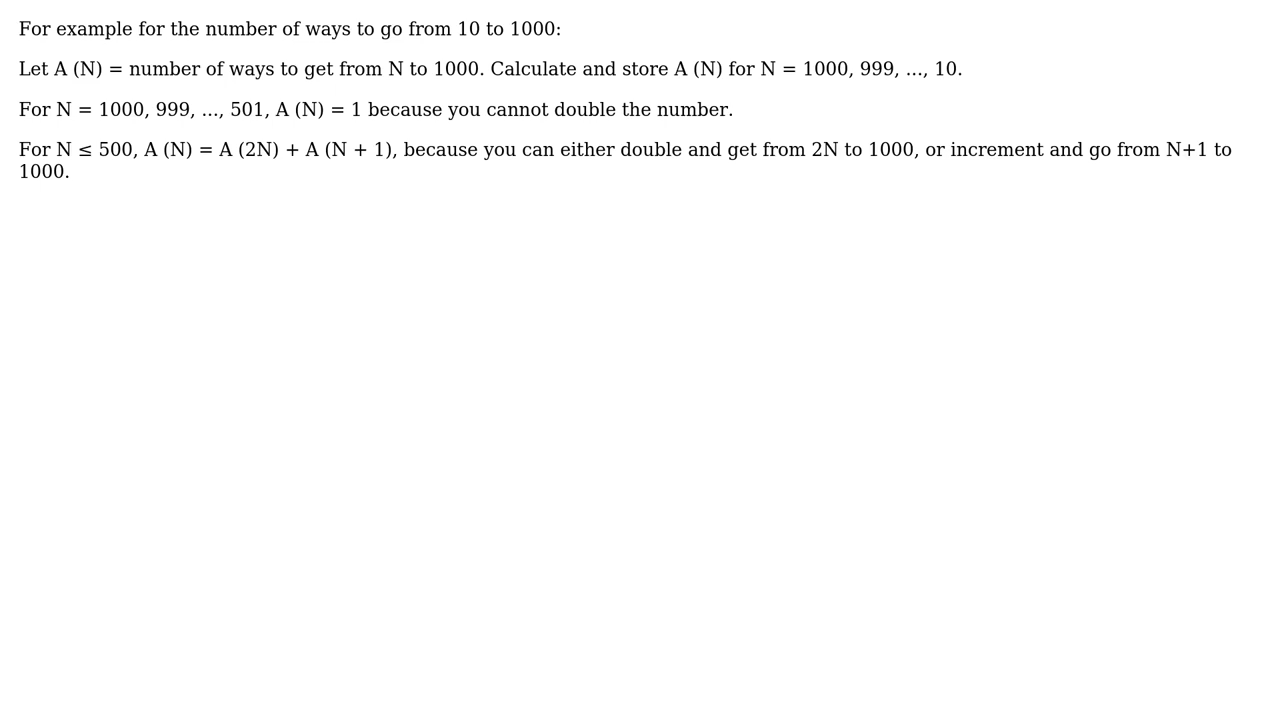 For example for the number of ways to go from 10 to 1000:
Let A (N) = number of ways to get from N to 1000. Calculate and store A (N) for N = 1000, 999, ..., 10.
For N = 1000, 999, ..., 501, A (N) = 1 because you cannot double the number.
For N ≤ 500, A (N) = A (2N) + A (N + 1), because you can either double and get from 2N to 1000, or increment and go from N+1 to
1000.